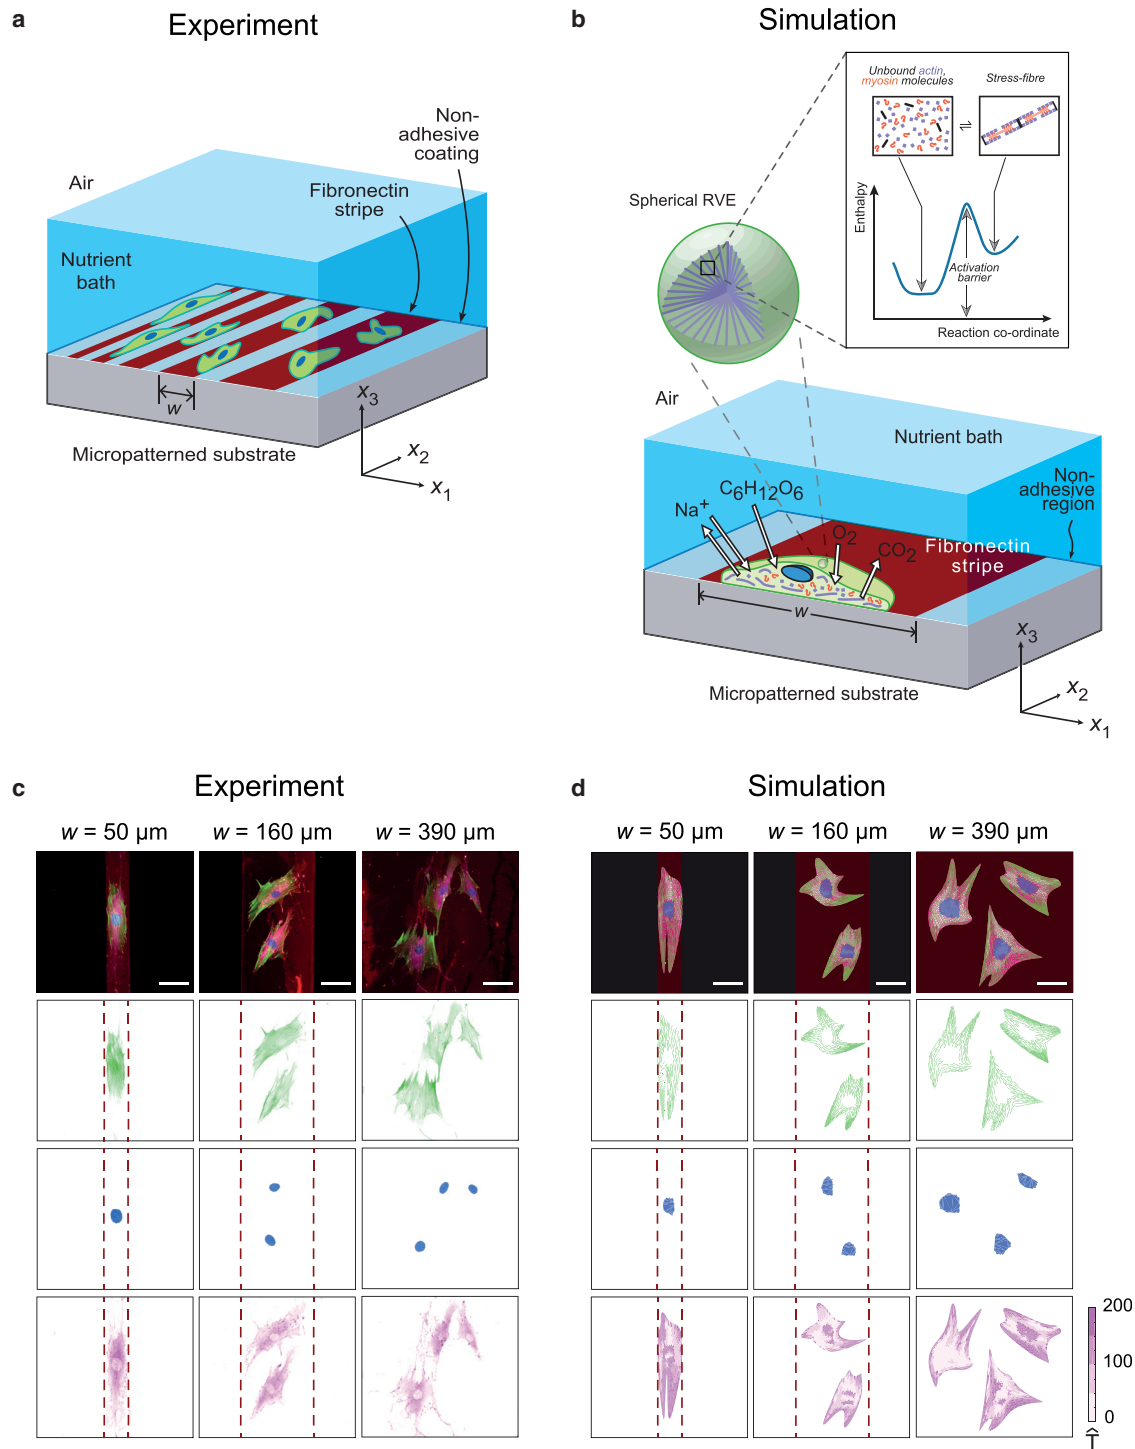 a
Experiment
Non-
adhesive
coating
Air
Fibronectin
stripe
Nutrient
bath
w
x3
x2
x1
Micropatterned substrate
b
Simulation
Unbound actin,
myosin molecules
Stress-fibre
⇌
Enthalpy
Activation
barrier
Reaction co-ordinate
Spherical RVE
Air
Nutrient bath
Non-
adhesive
region
C6H12O6
Na+
O2
CO2
Fibronectin
stripe
w
x3
x2
x1
Micropatterned substrate
c
Experiment
w = 50 µm
w = 160 µm
w = 390 µm
d
Simulation
w = 50 µm
w = 160 µm
w = 390 µm
200
100
0
T̂